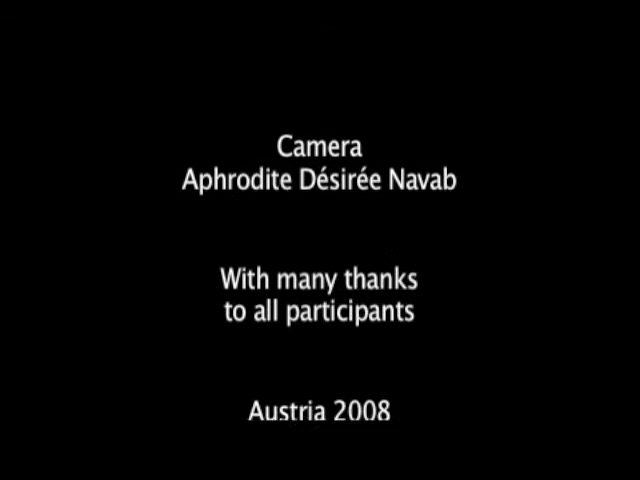 Camera
Aphrodite Désirée Navab
With many thanks
to all participants
Austria 2008